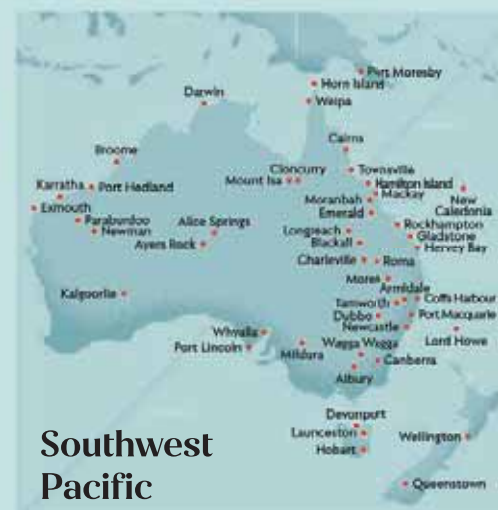 Port Moresby
Horn Island
Weipa
Darwin
Cairns
Broome
Cloncurry
Townsville
Mount Isa
Karratha
Port Hedland
Hamilton Island
Mackay
Moranbah
Emerald
New
Caledonia
Exmouth
Paraburdoo
Newman
Alice Springs
Ayers Rock
Longreach
Blackall
Rockhampton
Gladstone
Hervey Bay
Charleville
Roma
Moree
Armidale
Kalgoorlie
Tamworth
Coffs Harbour
Dubbo
Port Macquarie
Newcastle
Whyalla
Port Lincoln
Mildura
Wagga Wagga
Lord Howe
Canberra
Albury
Devonport
Launceston
Hobart
Wellington
Queenstown
Southwest
Pacific